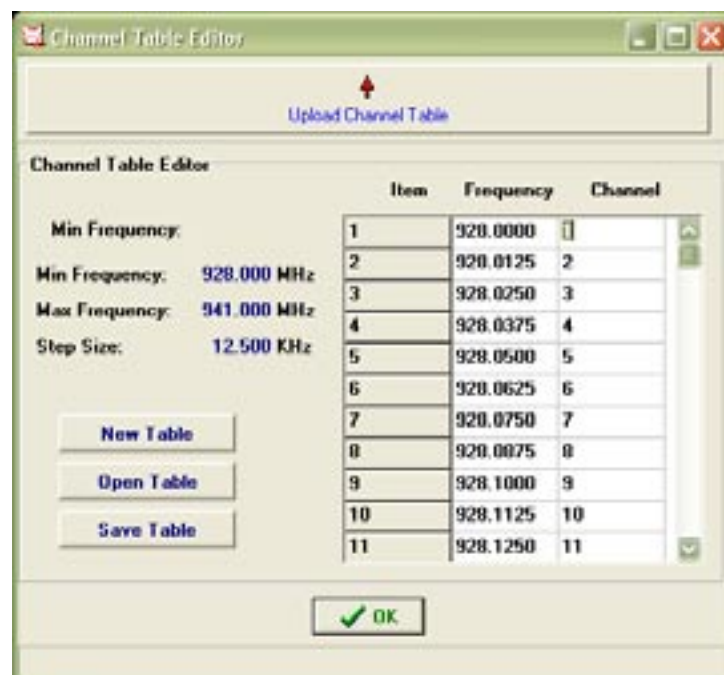 Channel Table Editor
Upload Channel Table
Channel Table Editor
Item Frequency Channel
Min Frequency:
Min Frequency: 928.000 MHz
Max Frequency: 941.000 MHz
Step Size: 12.500 KHz
1 928.0000
2 928.0125 2
3 928.0250 3
4 928.0375 4
5 928.0500 5
6 928.0625 6
7 928.0750 7
8 928.0875 8
9 928.1000 9
10 928.1125 10
11 928.1250 11
New Table
Open Table
Save Table
OK